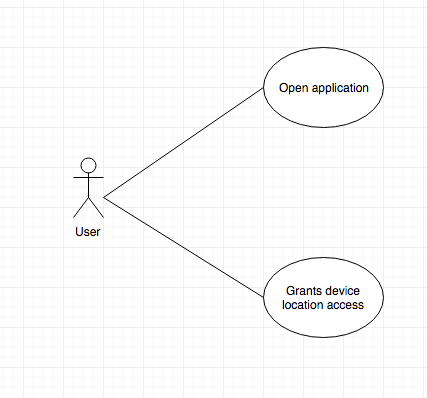 Open application
User
Grants device
location access